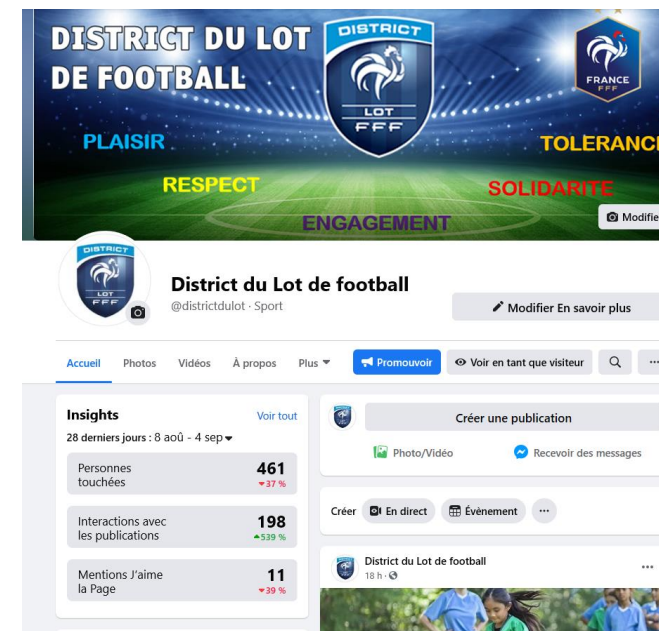 DISTRICT DU LOT
DE FOOTBALL
DISTRICT
LOT
FFF
FRANCE
FFF
PLAISIR
TOLERANC
RESPECT
SOLIDARITE
ENGAGEMENT
Modifie
DISTRICT
LOT
FFF
District du Lot de football
@districtdulot · Sport
Modifier En savoir plus
Accueil Photos Vidéos À propos Plus Promouvoir Voir en tant que visiteur ...
Insights Voir tout
28 derniers jours : 8 aoû - 4 sep
Personnes touchées 461
37 %
Interactions avec les publications 198
539 %
Mentions J'aime la Page 11
39 %
Créer une publication
Photo/Vidéo Recevoir des messages
Créer En direct Évènement ...
District du Lot de football ...
18 h ·